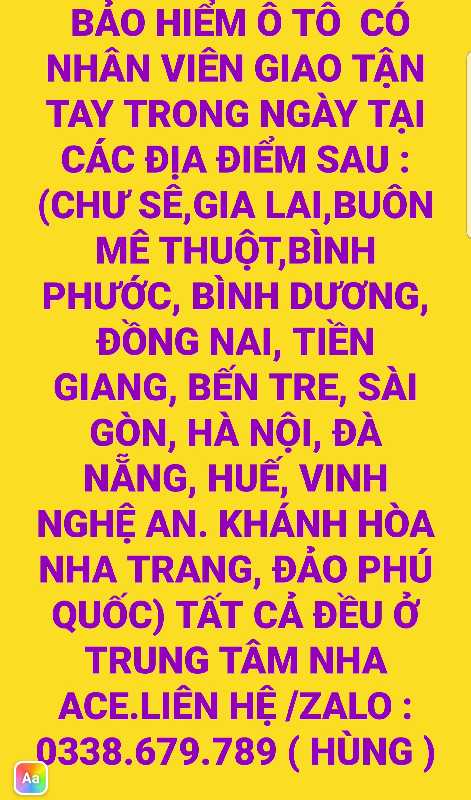 BẢO HIỂM Ô TÔ CÓ
NHÂN VIÊN GIAO TẬN
TAY TRONG NGÀY TẠI
CÁC ĐỊA ĐIỂM SAU :
(CHƯ SÊ,GIA LAI,BUÔN
MÊ THUỘT,BÌNH
PHƯỚC, BÌNH DƯƠNG,
ĐỒNG NAI, TIỀN
GIANG, BẾN TRE, SÀI
GÒN, HÀ NỘI, ĐÀ
NẴNG, HUẾ, VINH
NGHỆ AN. KHÁNH HÒA
NHA TRANG, ĐẢO PHÚ
QUỐC) TẤT CẢ ĐỀU Ở
TRUNG TÂM NHA
ACE.LIÊN HỆ /ZALO :
0338.679.789 ( HÙNG )
Aa